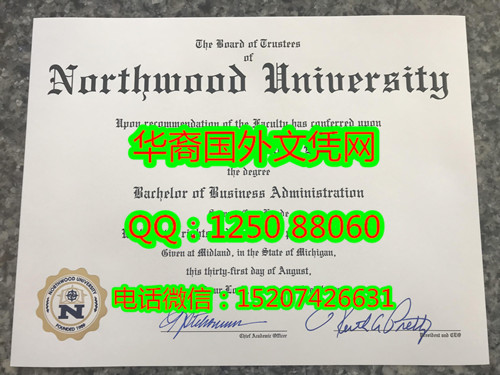 The Board of Trustees
of
Northwood University
Upon recommendation of the Faculty has conferred upon
华裔国外文凭网
the degree
Bachelor of Business Administration
QQ：1250 88060
Given at Midland, in the State of Michigan,
this thirty-first day of August,
电话微信：15207426631
NORTHWOOD UNIVERSITY
N
FOUNDED 1959
Chief Academic Officer
President and CEO